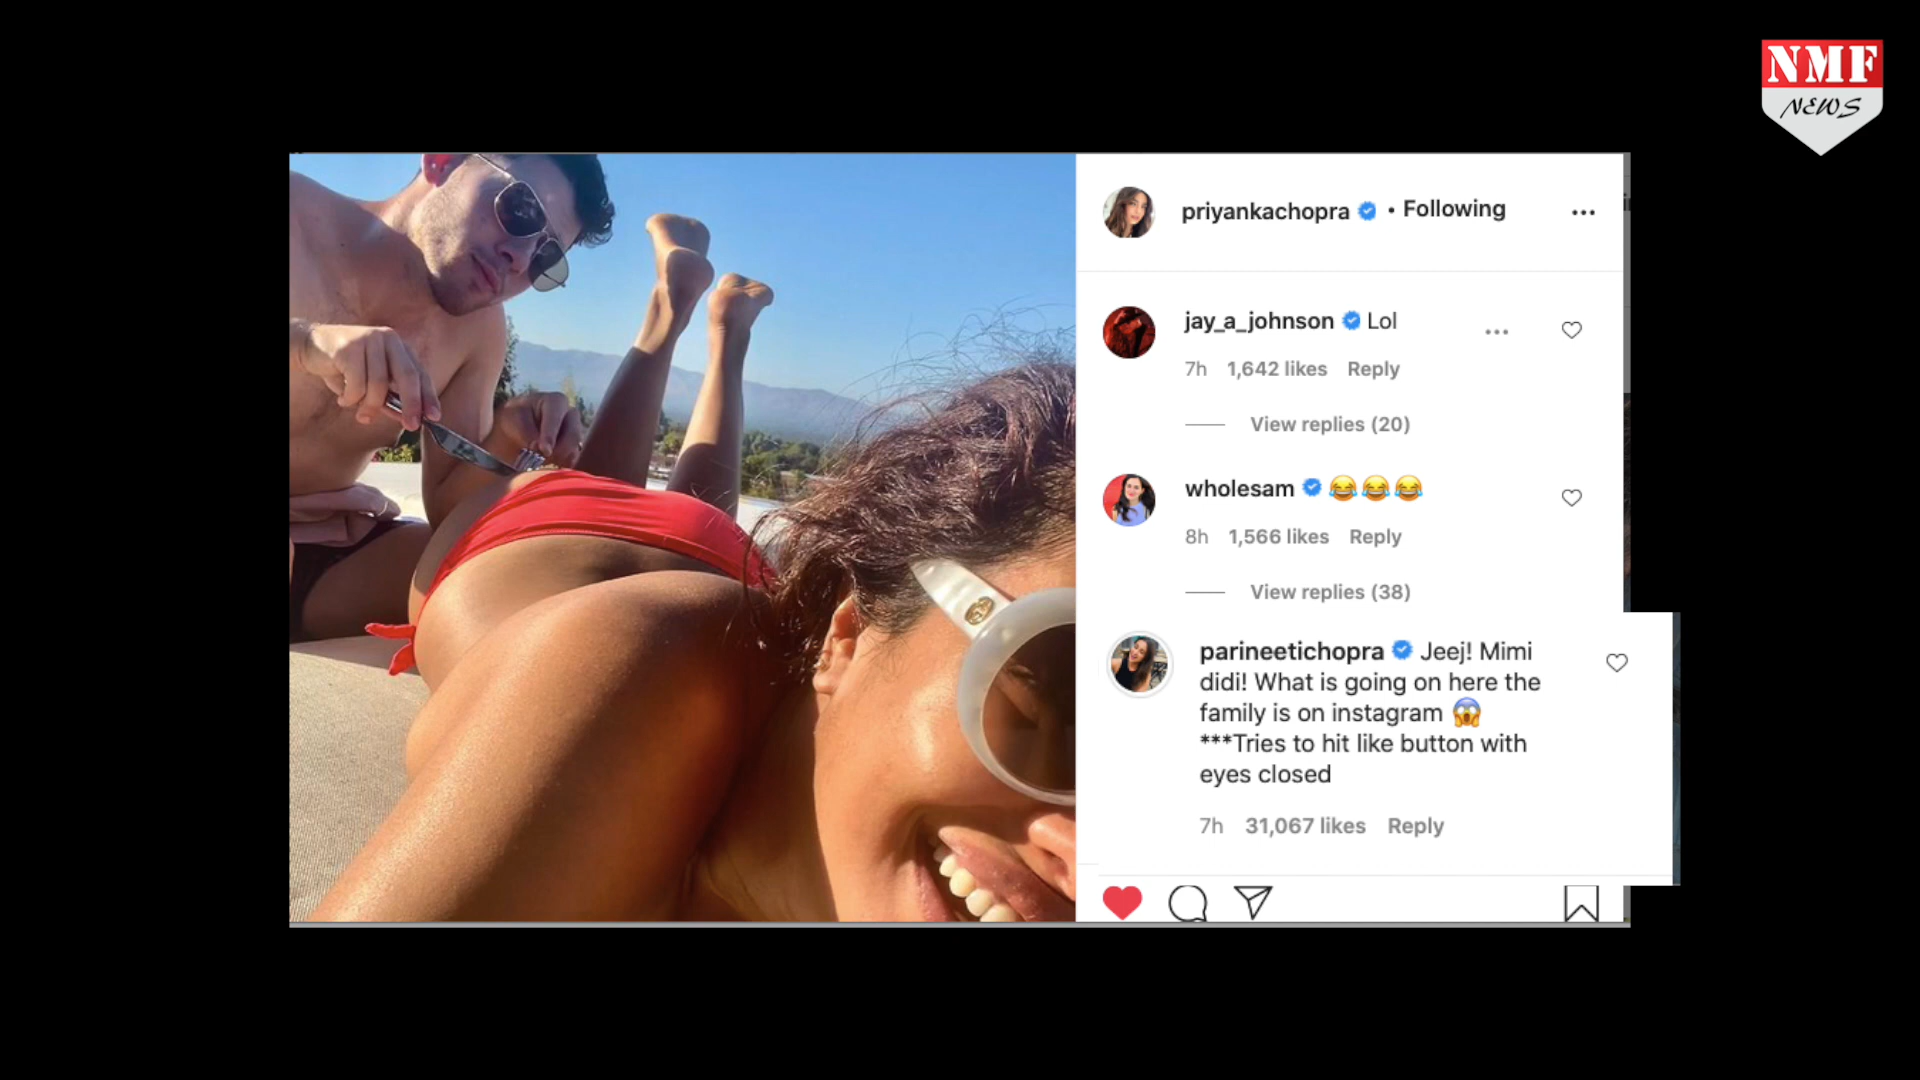 NMF
NEWS
priyankachopra • Following
jay_a_johnson Lol
7h 1,642 likes Reply
View replies (20)
wholesam 😂😂😂
8h 1,566 likes Reply
View replies (38)
parineetichopra Jeej! Mimi
didi! What is going on here the
family is on instagram 😱
***Tries to hit like button with
eyes closed
7h 31,067 likes Reply